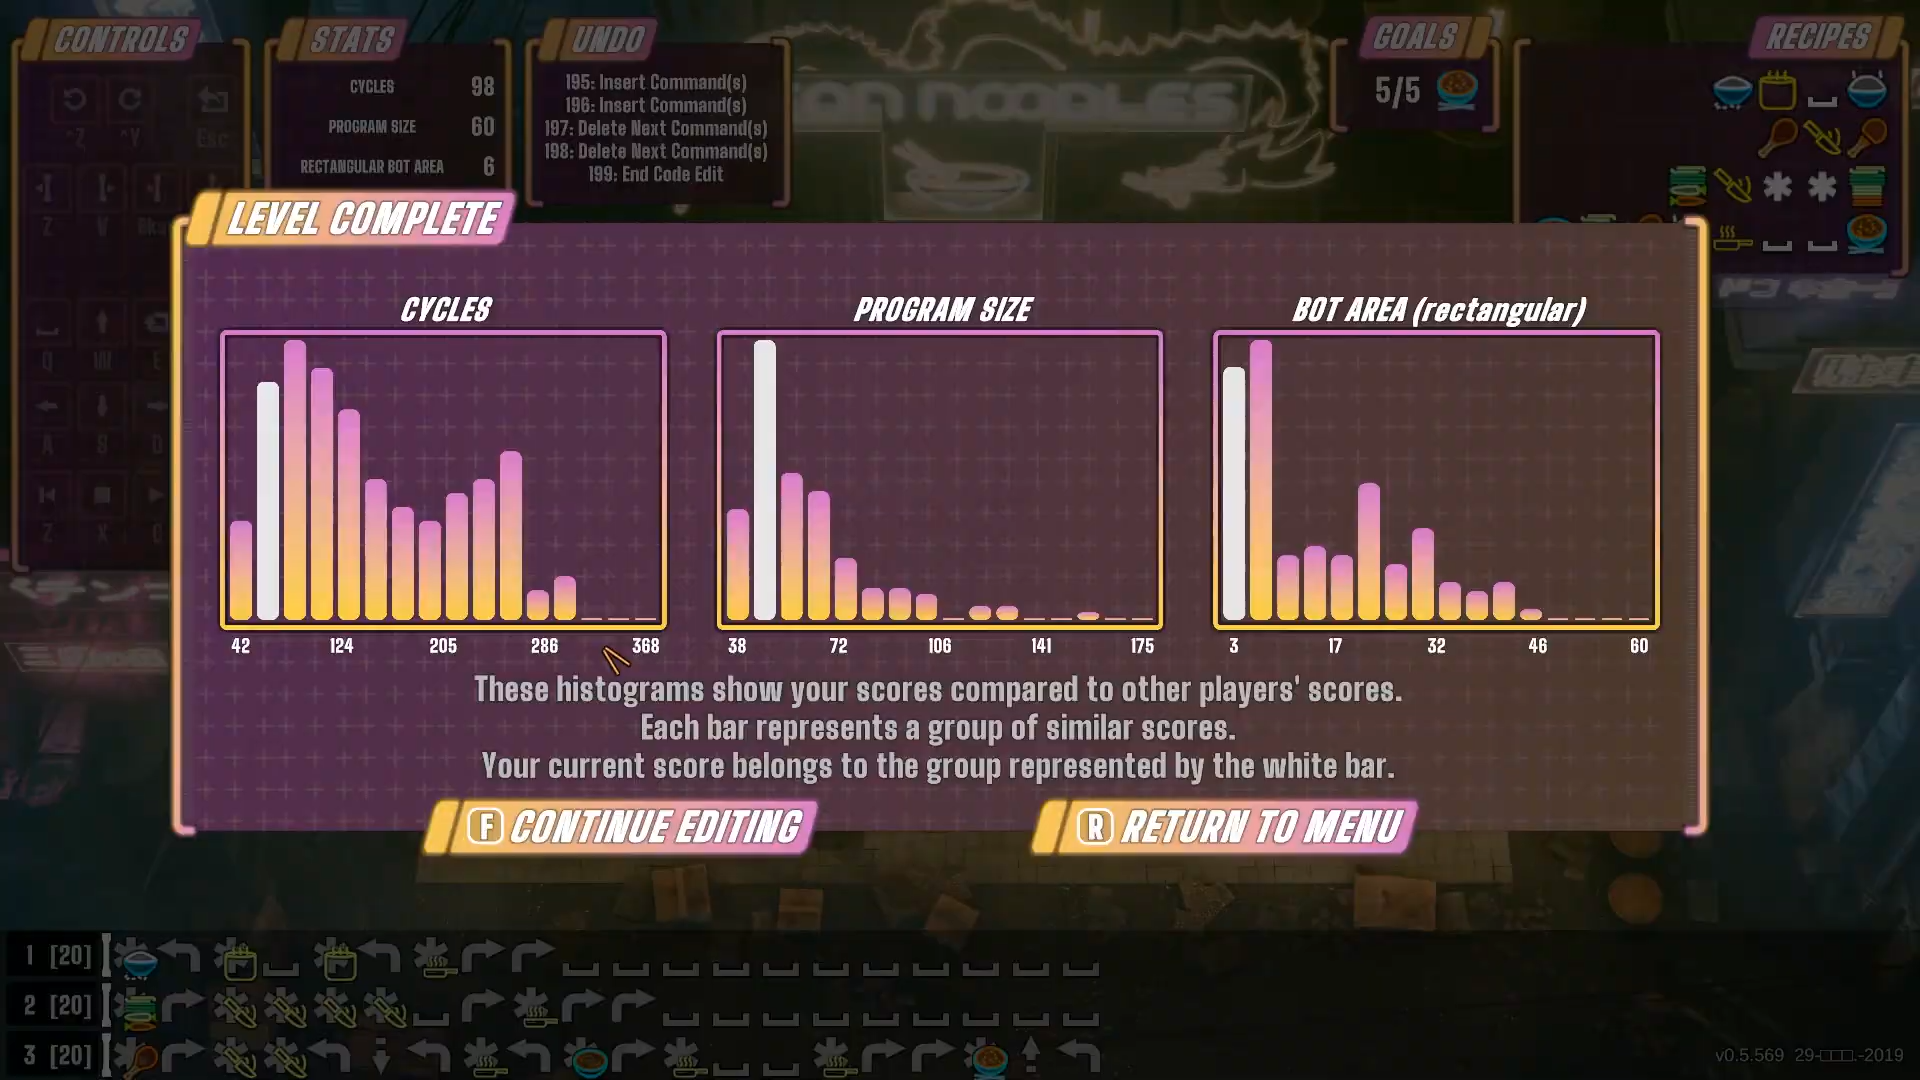 CONTROLS
STATS
UNDO
GOALS
RECIPES
CYCLES 98
PROGRAM SIZE 60
RECTANGULAR BOT AREA 6
195: Insert Command(s)
196: Insert Command(s)
197: Delete Next Command(s)
198: Delete Next Command(s)
199: End Code Edit
5/5
NOODLES
^Z ^Y Esc
Z V
LEVEL COMPLETE
CYCLES
PROGRAM SIZE
BOT AREA (rectangular)
Q W E
A S D
Z X
42 124 205 286 368
38 72 106 141 175
3 17 32 46 60
These histograms show your scores compared to other players' scores.
Each bar represents a group of similar scores.
Your current score belongs to the group represented by the white bar.
F CONTINUE EDITING
R RETURN TO MENU
1 [20]
2 [20]
3 [20]
v0.5.569 29-□□□.-2019